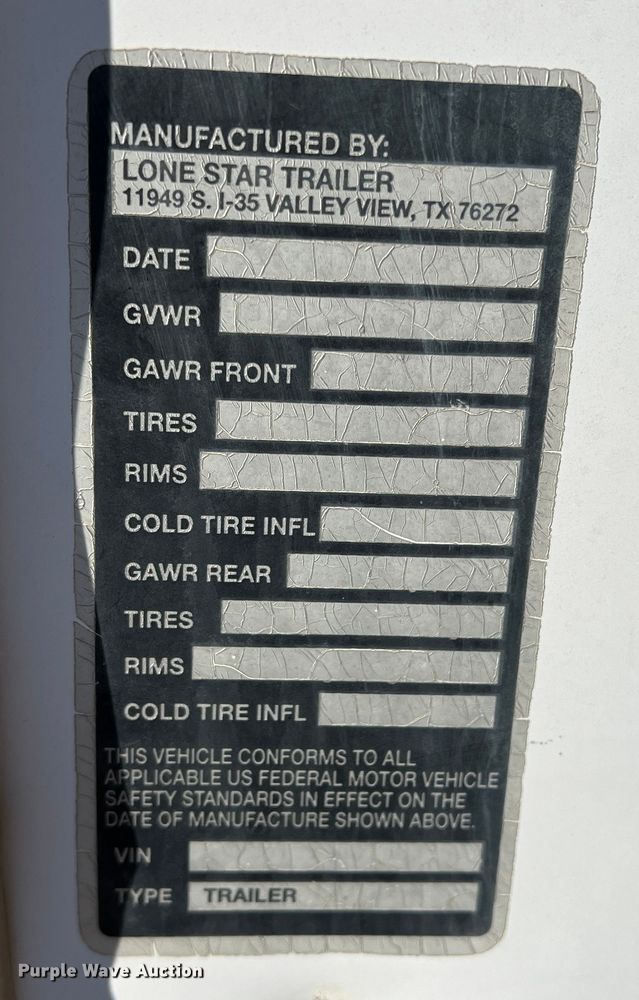 MANUFACTURED BY:
LONE STAR TRAILER
11949 S. I-35 VALLEY VIEW, TX 76272
DATE
GVWR
GAWR FRONT
TIRES
RIMS
COLD TIRE INFL
GAWR REAR
TIRES
RIMS
COLD TIRE INFL
THIS VEHICLE CONFORMS TO ALL
APPLICABLE US FEDERAL MOTOR VEHICLE
SAFETY STANDARDS IN EFFECT ON THE
DATE OF MANUFACTURE SHOWN ABOVE.
VIN
TYPE TRAILER
Purple Wave Auction